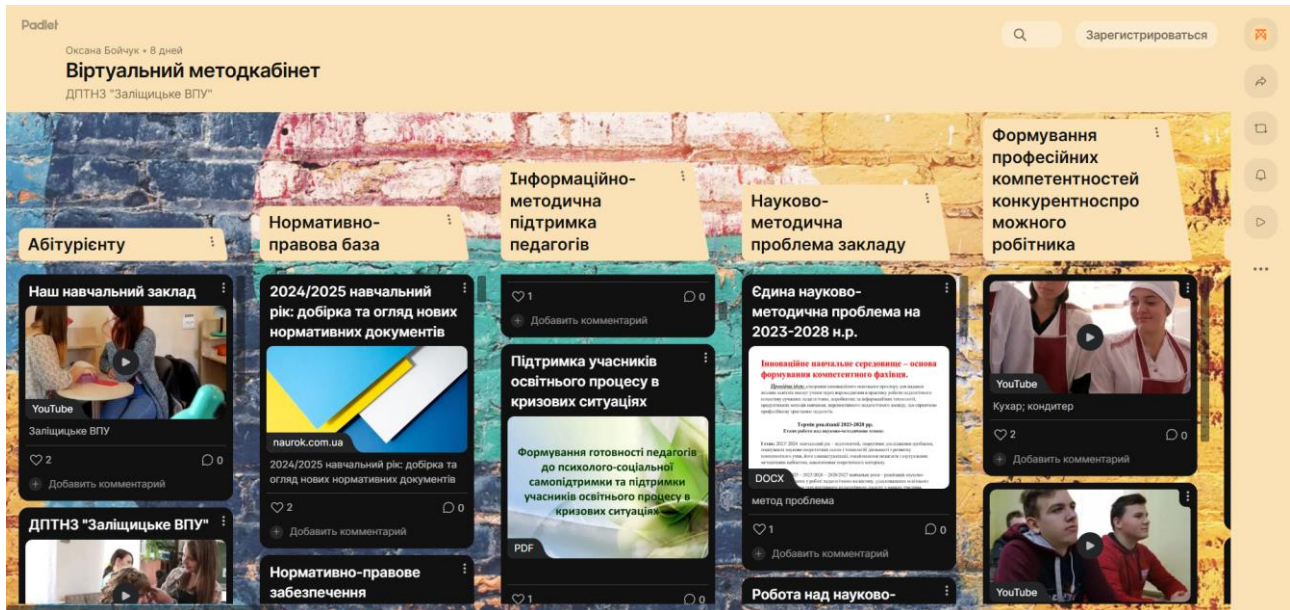 Padlet
Оксана Бойчук • 8 дней
Віртуальний методкабінет
ДПТНЗ "Заліщицьке ВПУ"
Зарегистрироваться
Абітурієнту
Наш навчальний заклад
YouTube
Заліщицьке ВПУ
2
0
Добавить комментарий
ДПТНЗ "Заліщицьке ВПУ"
Нормативно-
правова база
2024/2025 навчальний
рік: добірка та огляд нових
нормативних документів
naurok.com.ua
2024/2025 навчальний рік: добірка та
огляд нових нормативних документів
2
0
Добавить комментарий
Нормативно-правове
забезпечення
Інформаційно-
методична
підтримка
педагогів
1
0
Добавить комментарий
Підтримка учасників
освітнього процесу в
кризових ситуаціях
Формування готовності педагогів
до психолого-соціальної
самопідтримки та підтримки
учасників освітнього процесу в
кризових ситуаціях
PDF
1
0
Науково-
методична
проблема закладу
Єдина науково-
методична проблема на
2023-2028 н.р.
Інноваційне навчальне середовище – основа
формування компетентного фахівця.
DOCX
метод проблема
1
0
Добавить комментарий
Робота над науково-
Формування
професійних
компетентностей
конкурентноспро
можного
робітника
YouTube
Кухар; кондитер
2
0
Добавить комментарий
YouTube